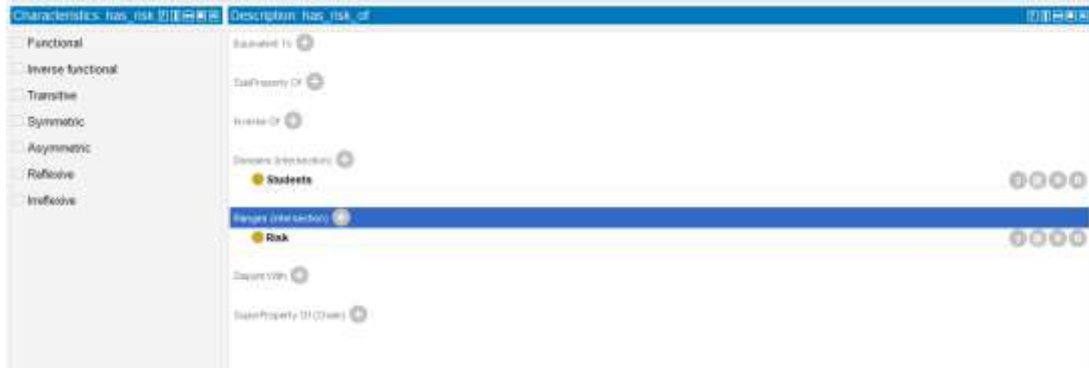 Characteristics: has_risk
Functional
Inverse functional
Transitive
Symmetric
Asymmetric
Reflexive
Irreflexive
Description: has_risk_of
Equivalent To
SubProperty Of
Inverse Of
Domains (intersection)
Students
Ranges (intersection)
Risk
Disjoint With
SuperProperty Of (Chain)